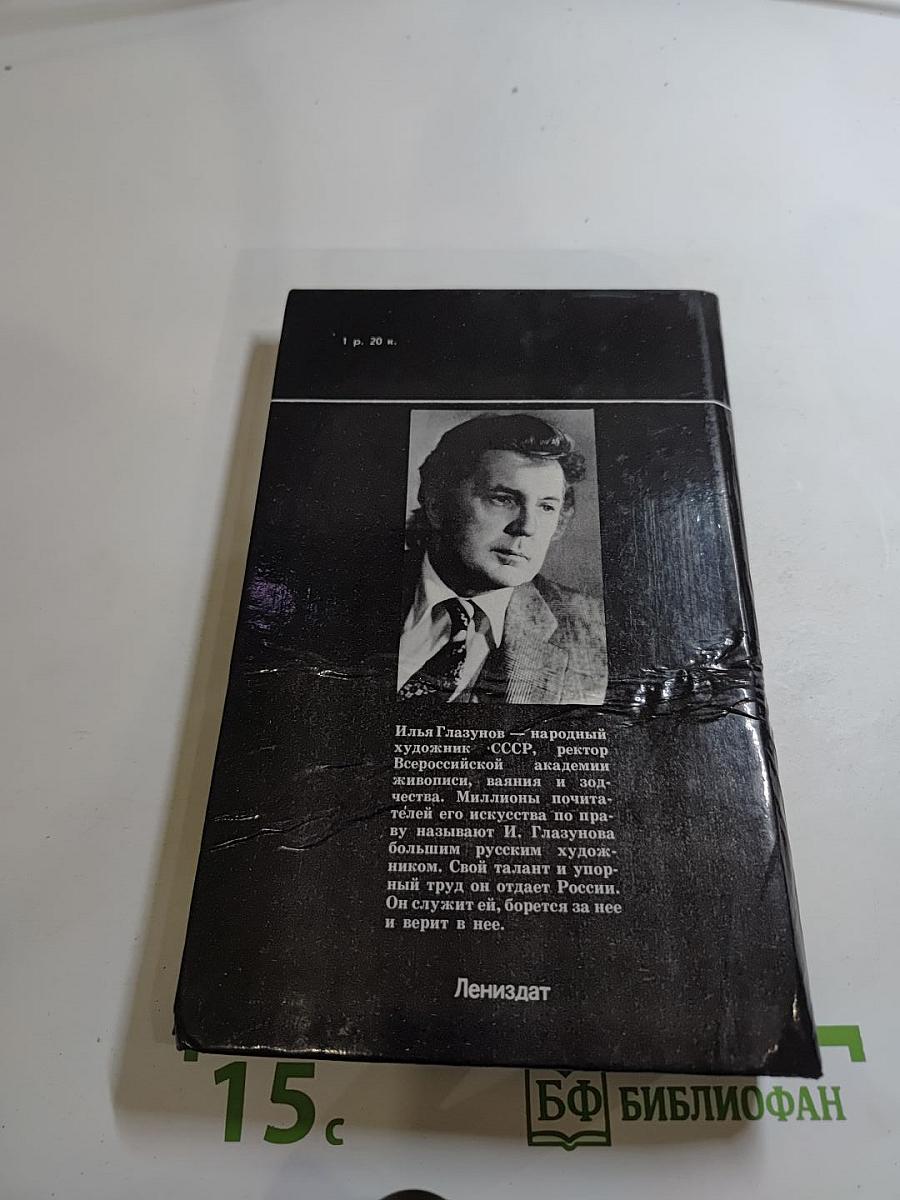 1 р. 20 к.
Илья Глазунов — народный
художник СССР, ректор
Всероссийской академии
живописи, ваяния и зод-
чества. Миллионы почита-
телей его искусства по пра-
ву называют И. Глазунова
большим русским худож-
ником. Свой талант и упор-
ный труд он отдает России.
Он служит ей, борется за нее
и верит в нее.
Лениздат
15 с
БФ БИБЛИОФАН